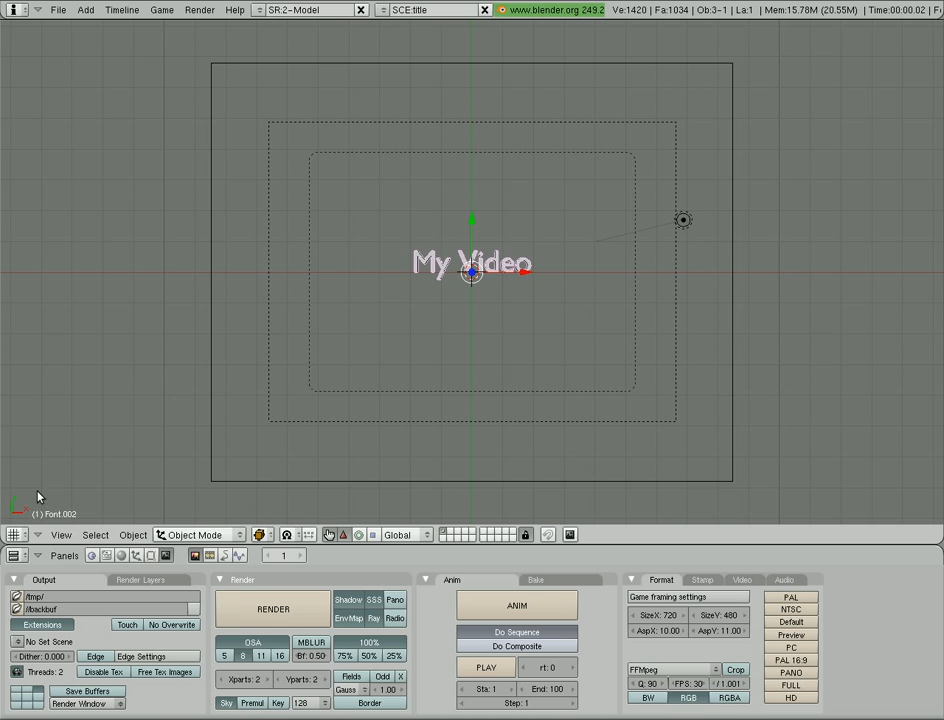 File Add Timeline Game Render Help SR:2-Model SCE:title www.blender.org 249.2 Ve:1420 | Fa:1034 | Ob:3-1 | La:1 | Mem:15.78M (20.55M) | Time:00:00.02 |
My Video
(1) Font.002
View Select Object Object Mode Global
Panels 1
Output Render Layers Render Anim Bake Format Stamp Video Audio
/tmp/
//backbuf
Extensions Touch No Overwrite
No Set Scene
Dither: 0.000 Edge Edge Settings
Threads: 2 Disable Tex Free Tex Images
Save Buffers
Render Window
RENDER
Shadow SSS Pano
EnvMap Ray Radio
OSA MBLUR 100%
5 8 11 16 Bf: 0.50 75% 50% 25%
Xparts: 2 Yparts: 2 Fields Odd X
Gauss 1.00
Sky Premul Key 128 Border
ANIM
Do Sequence
Do Composite
PLAY rt: 0
Sta: 1 End: 100
Step: 1
Game framing settings
SizeX: 720 SizeY: 480
AspX: 10.00 AspY: 11.00
FFMpeg Crop
Q: 90 FPS: 30 / 1.001
BW RGB RGBA
PAL
NTSC
Default
Preview
PC
PAL 16:9
PANO
FULL
HD